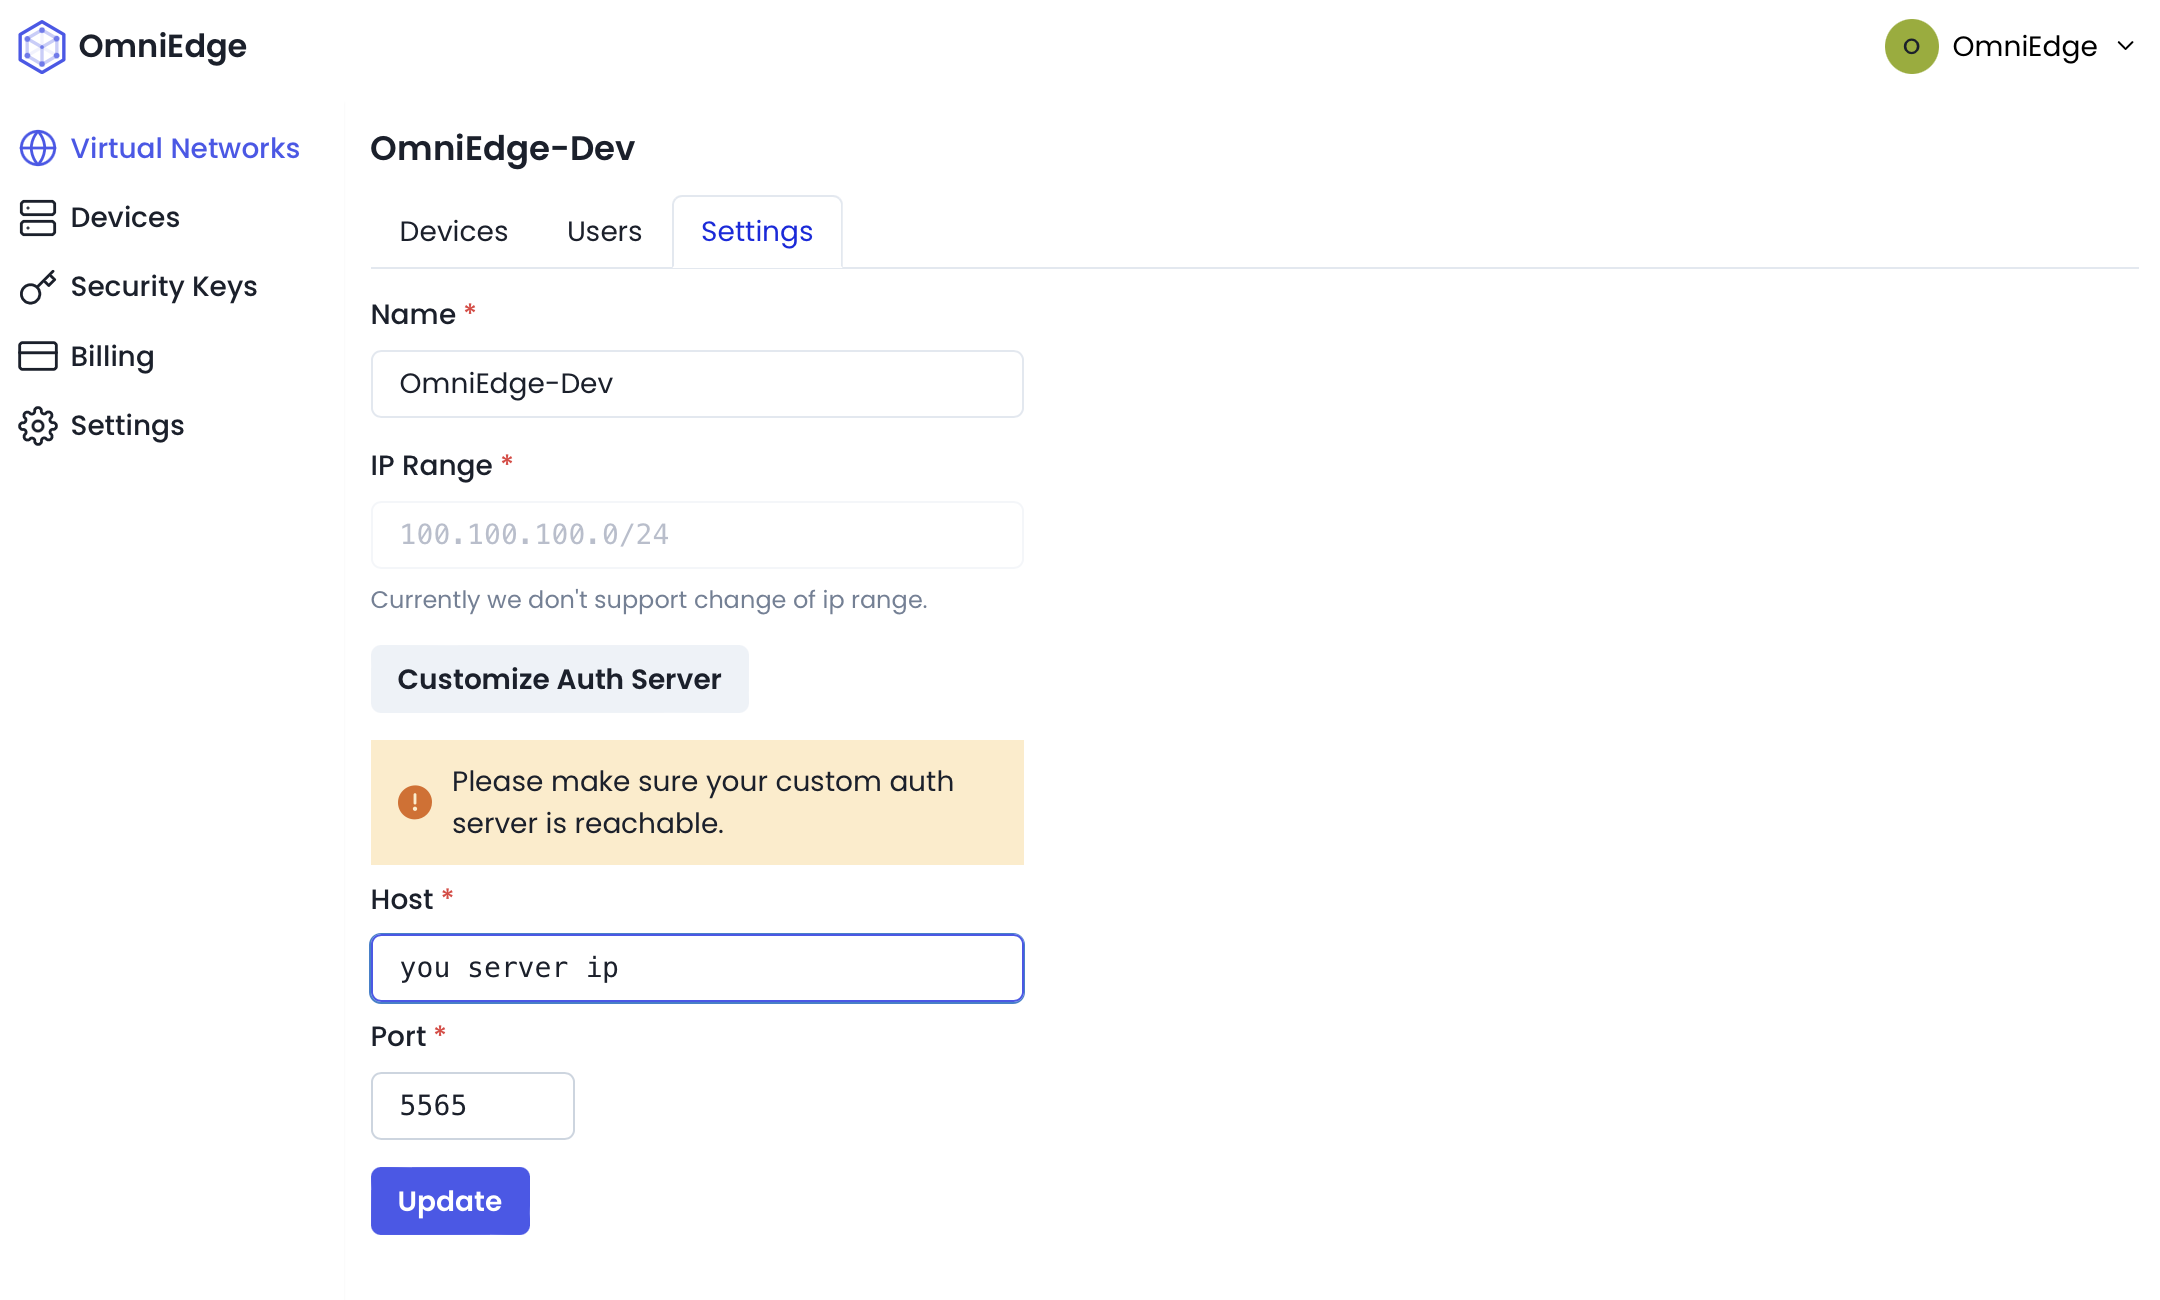 OmniEdge
O OmniEdge
Virtual Networks
Devices
Security Keys
Billing
Settings
OmniEdge-Dev
Devices Users Settings
Name *
OmniEdge-Dev
IP Range *
100.100.100.0/24
Currently we don't support change of ip range.
Customize Auth Server
! Please make sure your custom auth
server is reachable.
Host *
you server ip
Port *
5565
Update